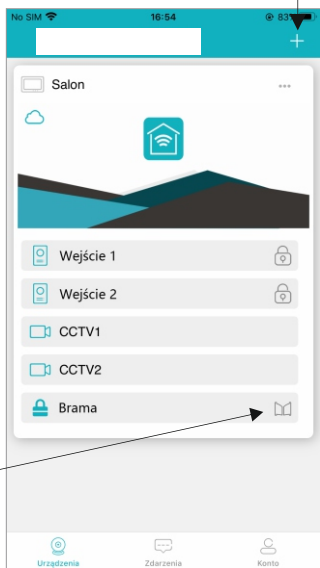 No SIM 16:54 83%
+
Salon ...
Wejście 1
Wejście 2
CCTV1
CCTV2
Brama
Urządzenia Zdarzenia Konto